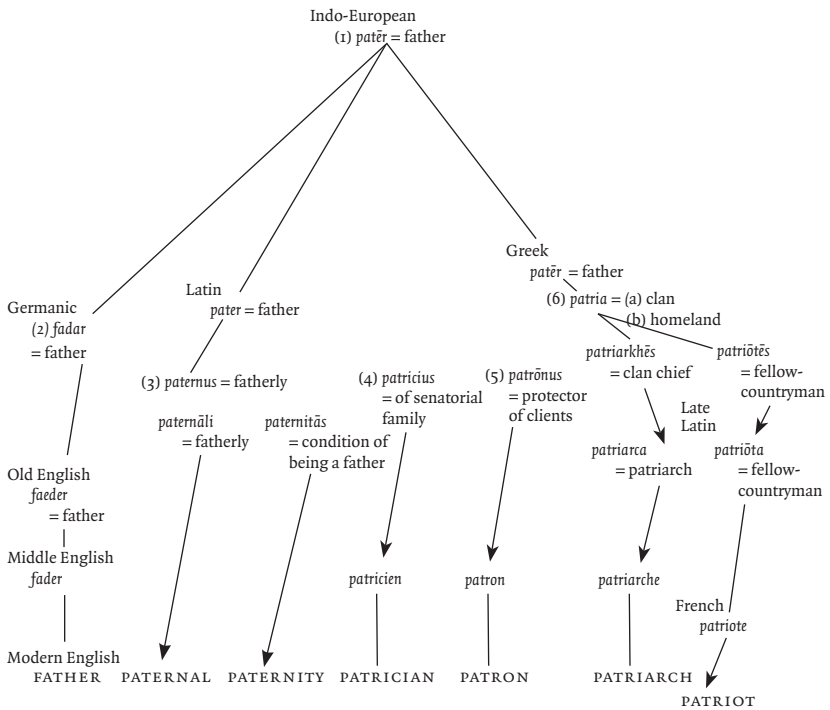 Indo-European
(1) patēr = father
Greek
patēr = father
(6) patria = (a) clan
(b) homeland
Latin
pater = father
Germanic
(2) fadar
= father
patriarkhēs
= clan chief
patriōtēs
= fellow-
countryman
(3) paternus = fatherly
(4) patricius
= of senatorial
family
(5) patrōnus
= protector
of clients
paternāli
= fatherly
paternitās
= condition of
being a father
Late
Latin
patriarca
= patriarch
patriōta
= fellow-
countryman
Old English
faeder
= father
Middle English
fader
patricien
patron
patriarche
French
patriote
Modern English
FATHER
PATERNAL
PATERNITY
PATRICIAN
PATRON
PATRIARCH
PATRIOT